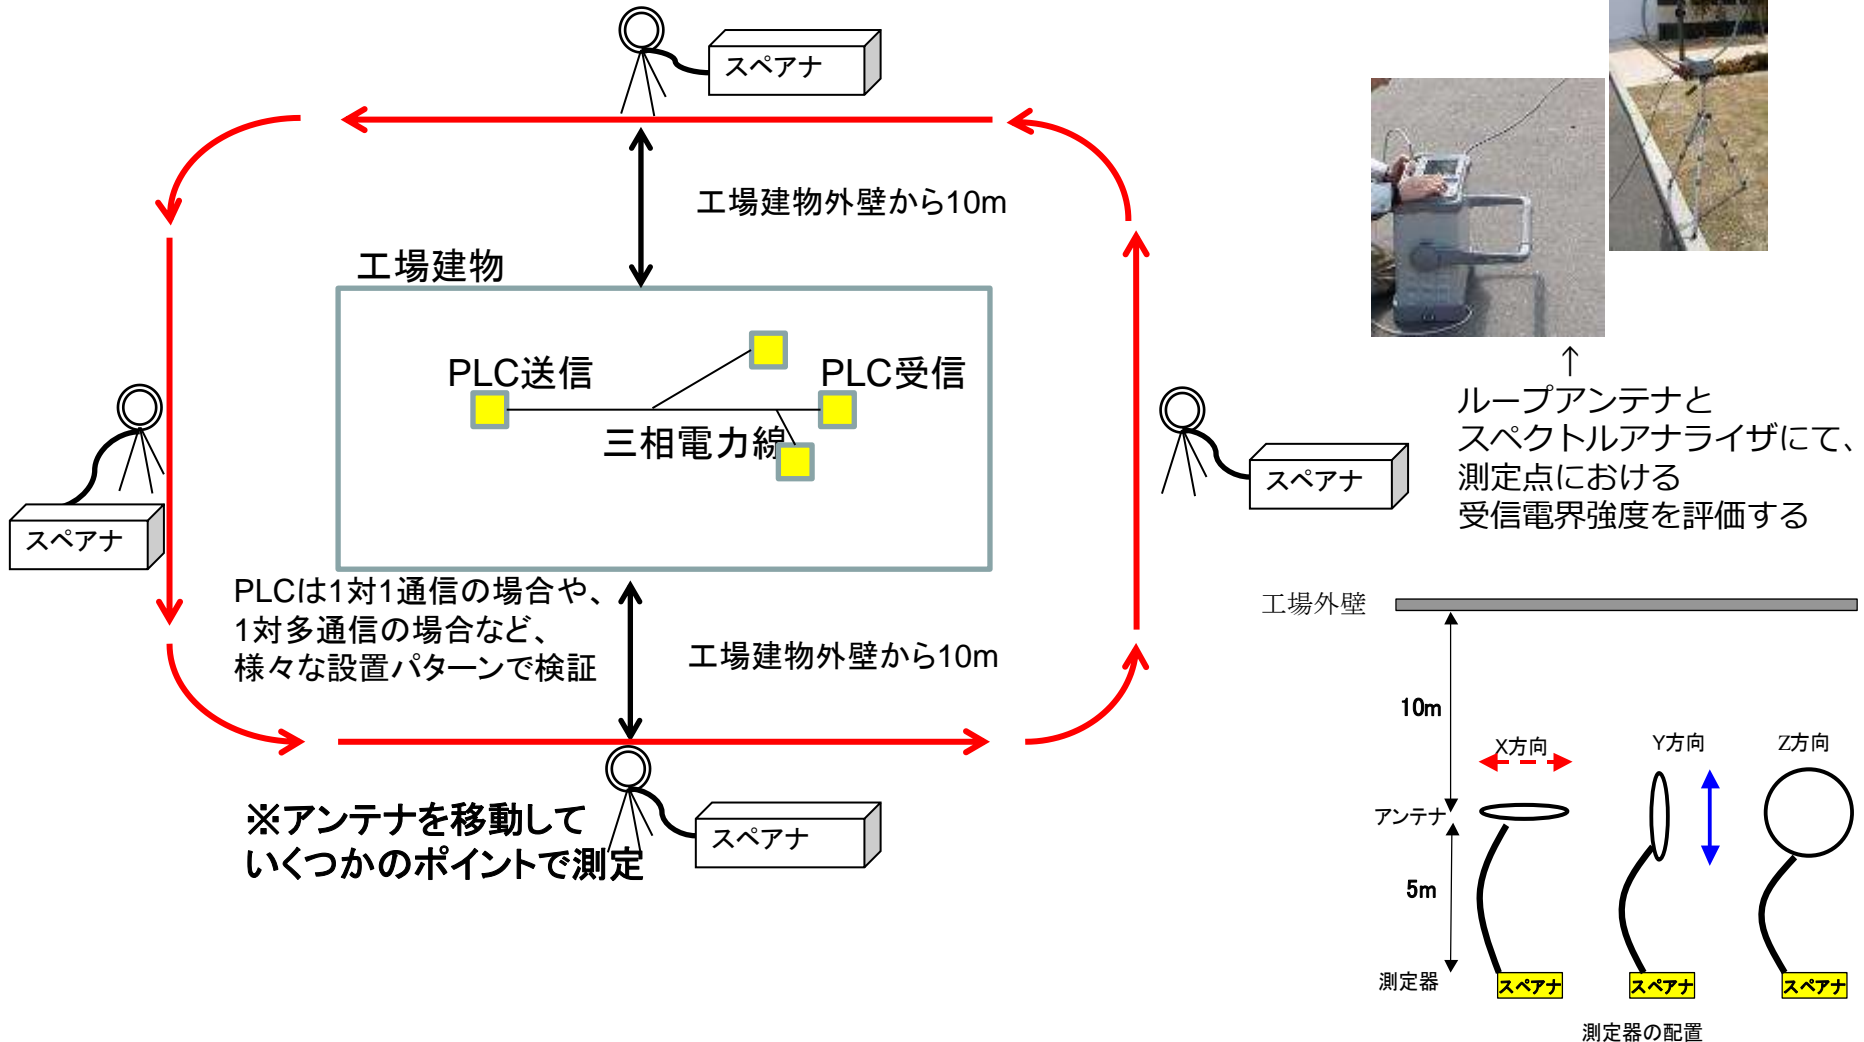 スペアナ
工場建物外壁から10m
工場建物
PLC送信
PLC受信
三相電力線
スペアナ
スペアナ
PLCは1対1通信の場合や、
1対多通信の場合など、
様々な設置パターンで検証
工場建物外壁から10m
※アンテナを移動して
いくつかのポイントで測定
スペアナ
↑
ループアンテナと
スペクトルアナライザにて、
測定点における
受信電界強度を評価する
工場外壁
10m
X方向
Y方向
Z方向
アンテナ
5m
測定器
スペアナ
スペアナ
スペアナ
測定器の配置